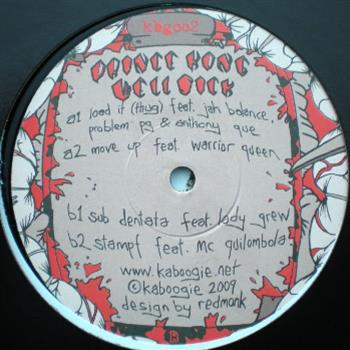 kbgoo2
PRINCE KONG
WELL SICK
a1 load it (thug) feat. jah balance,
problem pg & anthony que
a2 move up feat. warrior queen
b1 sub dentata feat. lady grew
b2 stampf feat. mc quilombola
www.kaboogie.net
©kaboogie 2009
design by redmonk